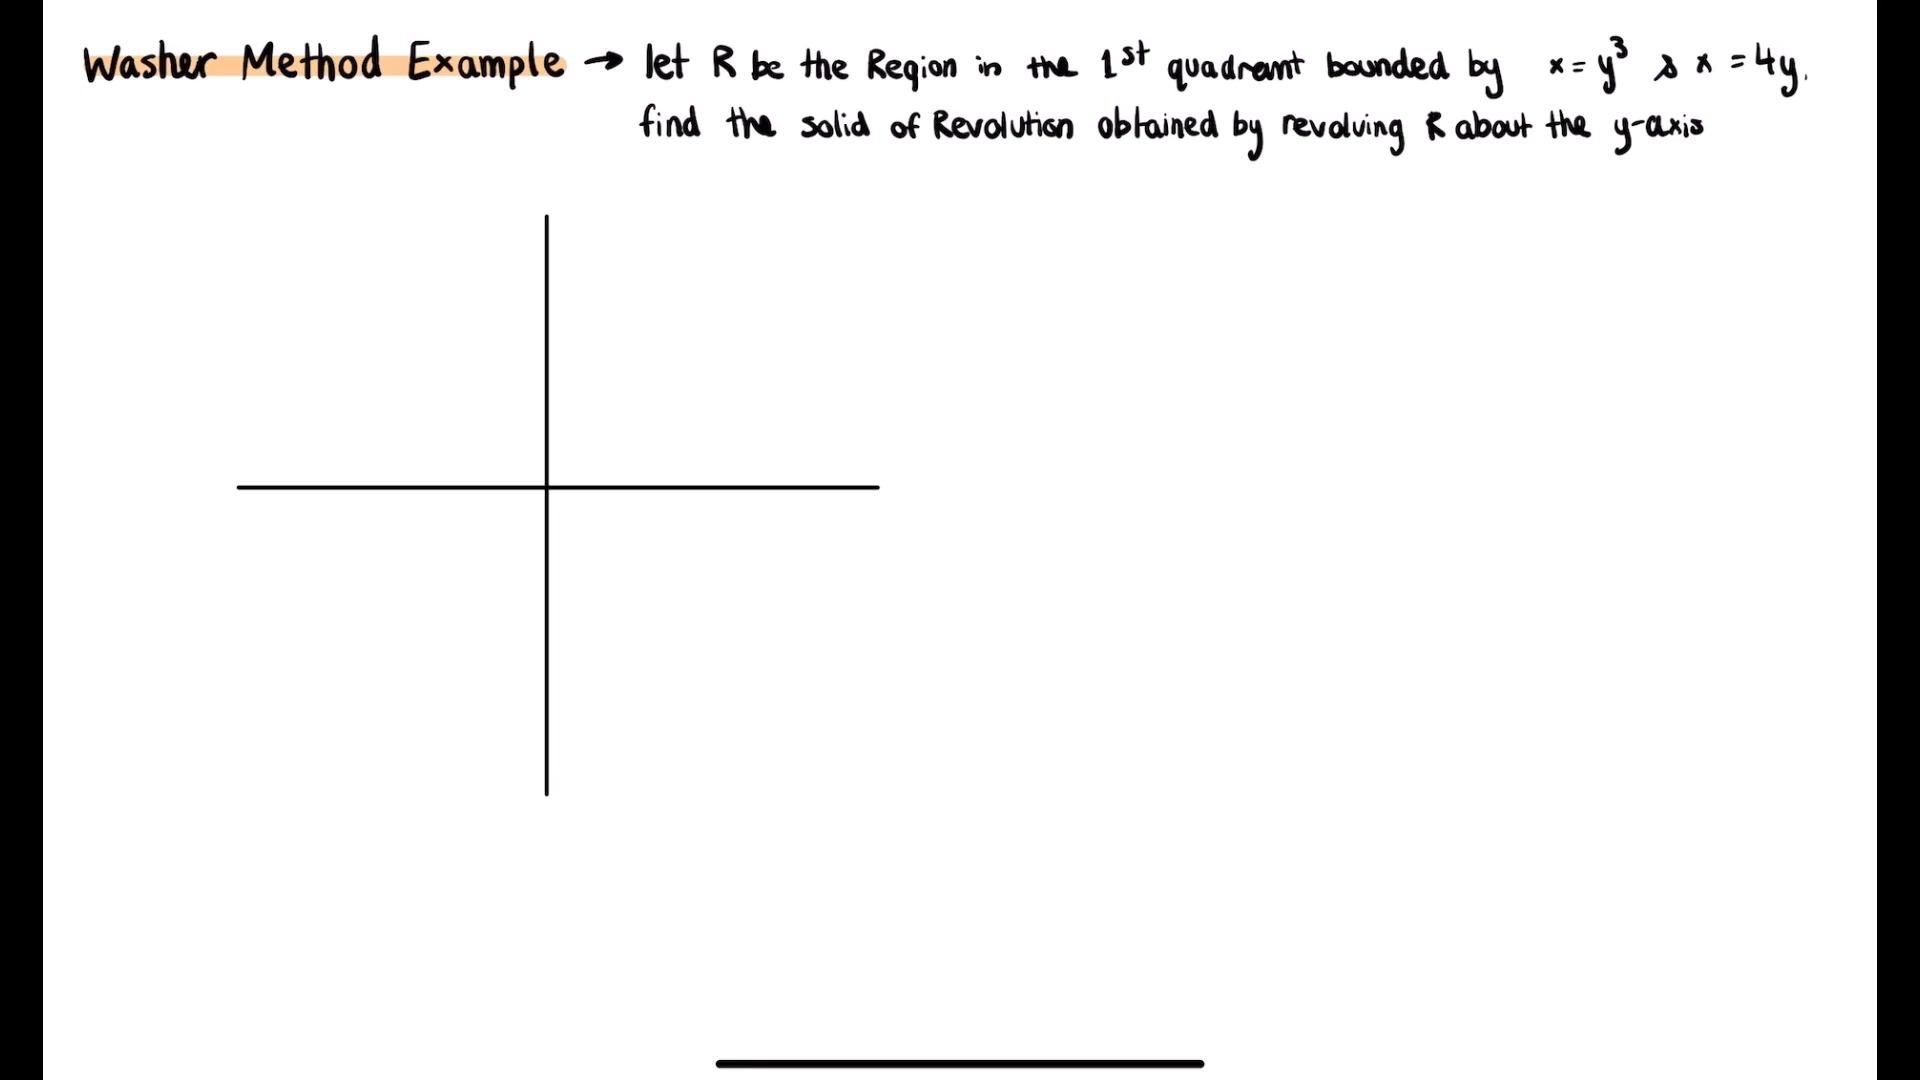 Washer Method Example → let R be the Region in the 1st quadrant bounded by x = y³ & x = 4y.
find the solid of Revolution obtained by revolving R about the y-axis